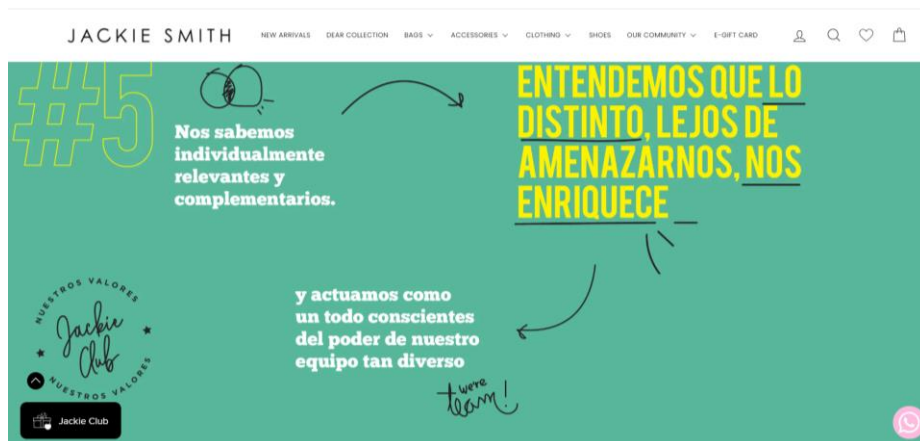 JACKIE SMITH
NEW ARRIVALS DEAR COLLECTION BAGS ACCESSORIES CLOTHING SHOES OUR COMMUNITY E-GIFT CARD
#5
Nos sabemos
individualmente
relevantes y
complementarios.
ENTENDEMOS QUE LO
DISTINTO, LEJOS DE
AMENAZARNOS, NOS
ENRIQUECE
y actuamos como
un todo conscientes
del poder de nuestro
equipo tan diverso
were
team!
NUESTROS VALORES
Jackie
Club
NUESTROS VALORES
Jackie Club